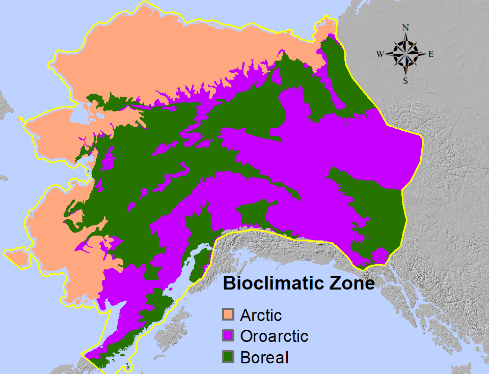 N
W E
S
Bioclimatic Zone
Arctic
Oroarctic
Boreal